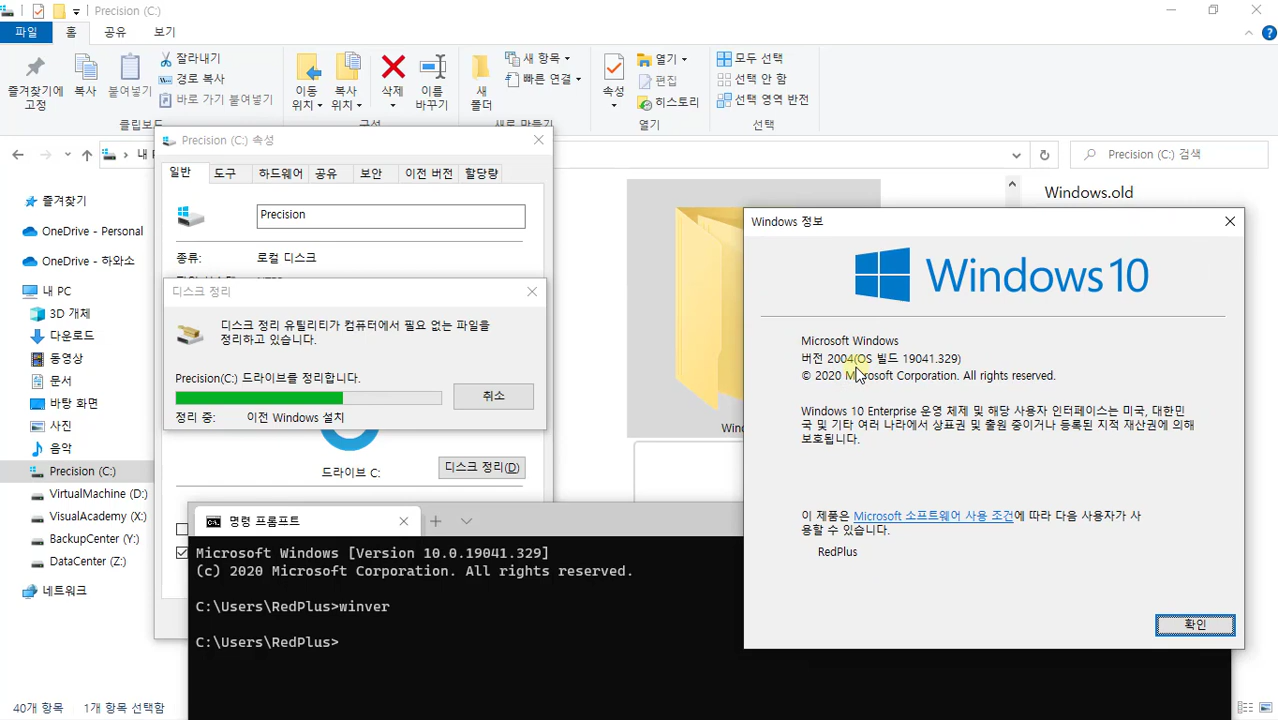 Precision (C:)
파일
홈
공유
보기
즐겨찾기에
고정
복사
붙여넣기
잘라내기
경로 복사
바로 가기 붙여넣기
클립보드
이동
위치
복사
위치
삭제
이름
바꾸기
구성
새
폴더
새 항목
빠른 연결
새로 만들기
속성
열기
편집
히스토리
열기
모두 선택
선택 안 함
선택 영역 반전
선택
Precision (C:) 검색
즐겨찾기
OneDrive - Personal
OneDrive - 하와소
내 PC
3D 개체
다운로드
동영상
문서
바탕 화면
사진
음악
Precision (C:)
VirtualMachine (D:)
VisualAcademy (X:)
BackupCenter (Y:)
DataCenter (Z:)
네트워크
40개 항목
1개 항목 선택함
Windows.old
Precision (C:) 속성
일반
도구
하드웨어
공유
보안
이전 버전
할당량
Precision
종류:
로컬 디스크
디스크 정리
디스크 정리 유틸리티가 컴퓨터에서 필요 없는 파일을
정리하고 있습니다.
Precision(C:) 드라이브를 정리합니다.
취소
정리 중:
이전 Windows 설치
드라이브 C:
디스크 정리(D)
명령 프롬프트
Microsoft Windows [Version 10.0.19041.329]
(c) 2020 Microsoft Corporation. All rights reserved.
C:\Users\RedPlus>winver
C:\Users\RedPlus>
Windows 정보
Windows 10
Microsoft Windows
버전 2004(OS 빌드 19041.329)
© 2020 Microsoft Corporation. All rights reserved.
Windows 10 Enterprise 운영 체제 및 해당 사용자 인터페이스는 미국, 대한민
국 및 기타 여러 나라에서 상표권 및 출원 중이거나 등록된 지적 재산권에 의해
보호됩니다.
이 제품은 Microsoft 소프트웨어 사용 조건에 따라 다음 사용자가 사
용할 수 있습니다.
RedPlus
확인